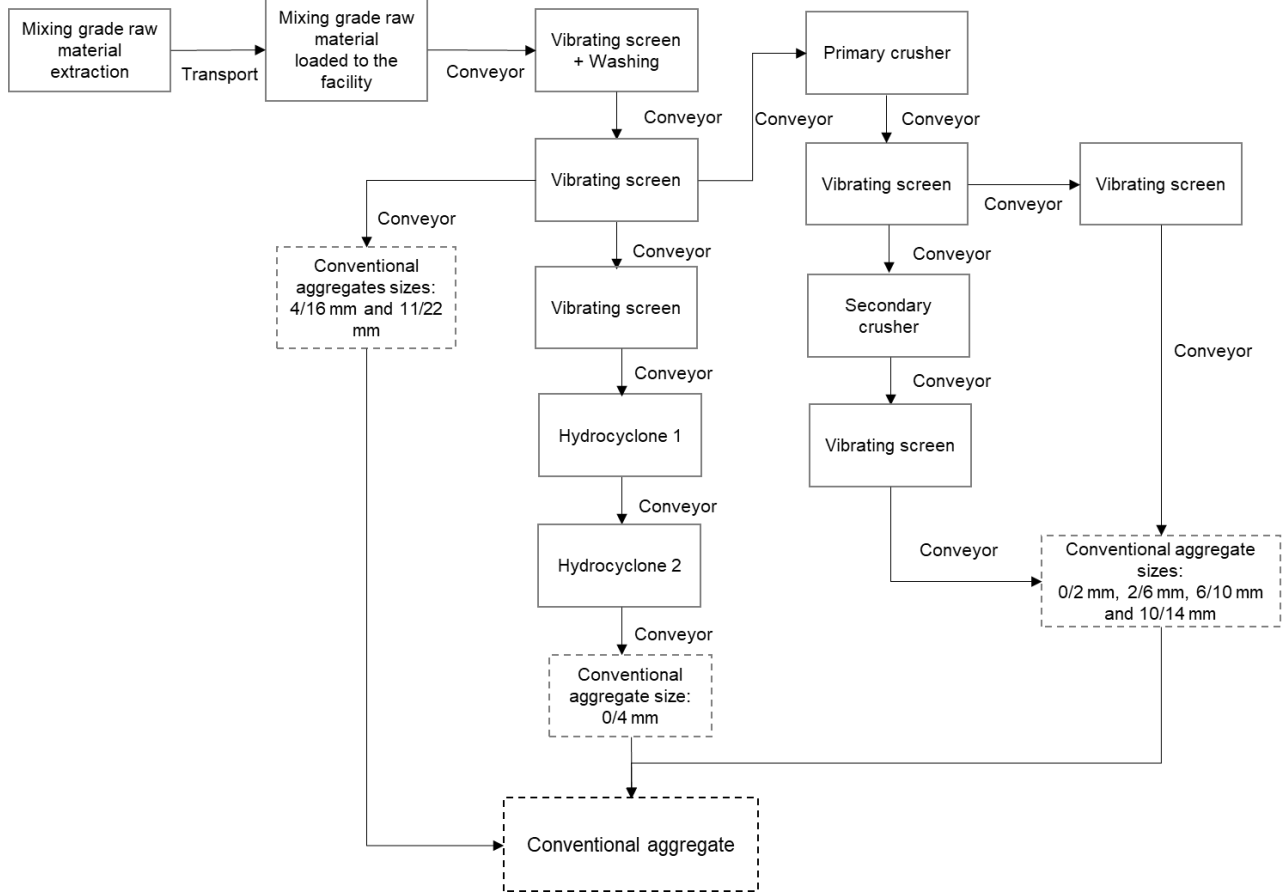 Mixing grade raw
material
extraction
Transport
Mixing grade raw
material
loaded to the
facility
Conveyor
Vibrating screen
+ Washing
Conveyor
Vibrating screen
Conveyor
Conventional
aggregates sizes:
4/16 mm and 11/22
mm
Conveyor
Vibrating screen
Conveyor
Hydrocyclone 1
Conveyor
Hydrocyclone 2
Conveyor
Conventional
aggregate size:
0/4 mm
Conveyor
Primary crusher
Conveyor
Vibrating screen
Conveyor
Vibrating screen
Conveyor
Secondary
crusher
Conveyor
Vibrating screen
Conveyor
Conveyor
Conventional aggregate
sizes:
0/2 mm, 2/6 mm, 6/10 mm
and 10/14 mm
Conventional aggregate